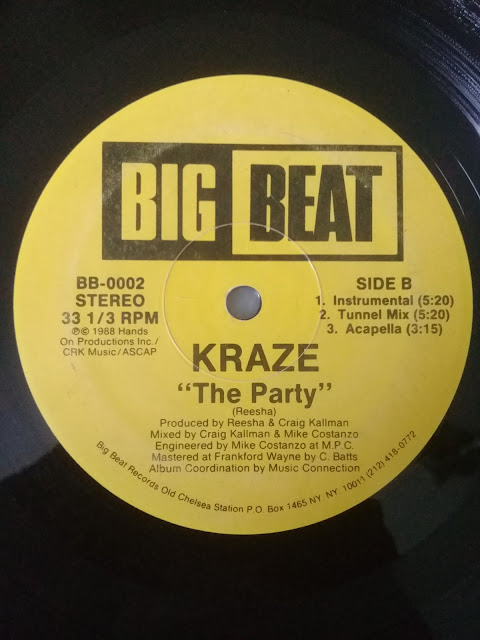 BIG BEAT
BB-0002
STEREO
33 1/3 RPM
℗© 1988 Hands
On Productions Inc./
CRK Music/ASCAP
SIDE B
1. Instrumental (5:20)
2. Tunnel Mix (5:20)
3. Acapella (3:15)
KRAZE
"The Party"
(Reesha)
Produced by Reesha & Craig Kallman
Mixed by Craig Kallman & Mike Costanzo
Engineered by Mike Costanzo at M.P.C.
Mastered at Frankford Wayne by C. Batts
Album Coordination by Music Connection
Big Beat Records Old Chelsea Station P.O. Box 1465 NY NY 10011 (212) 418-0772